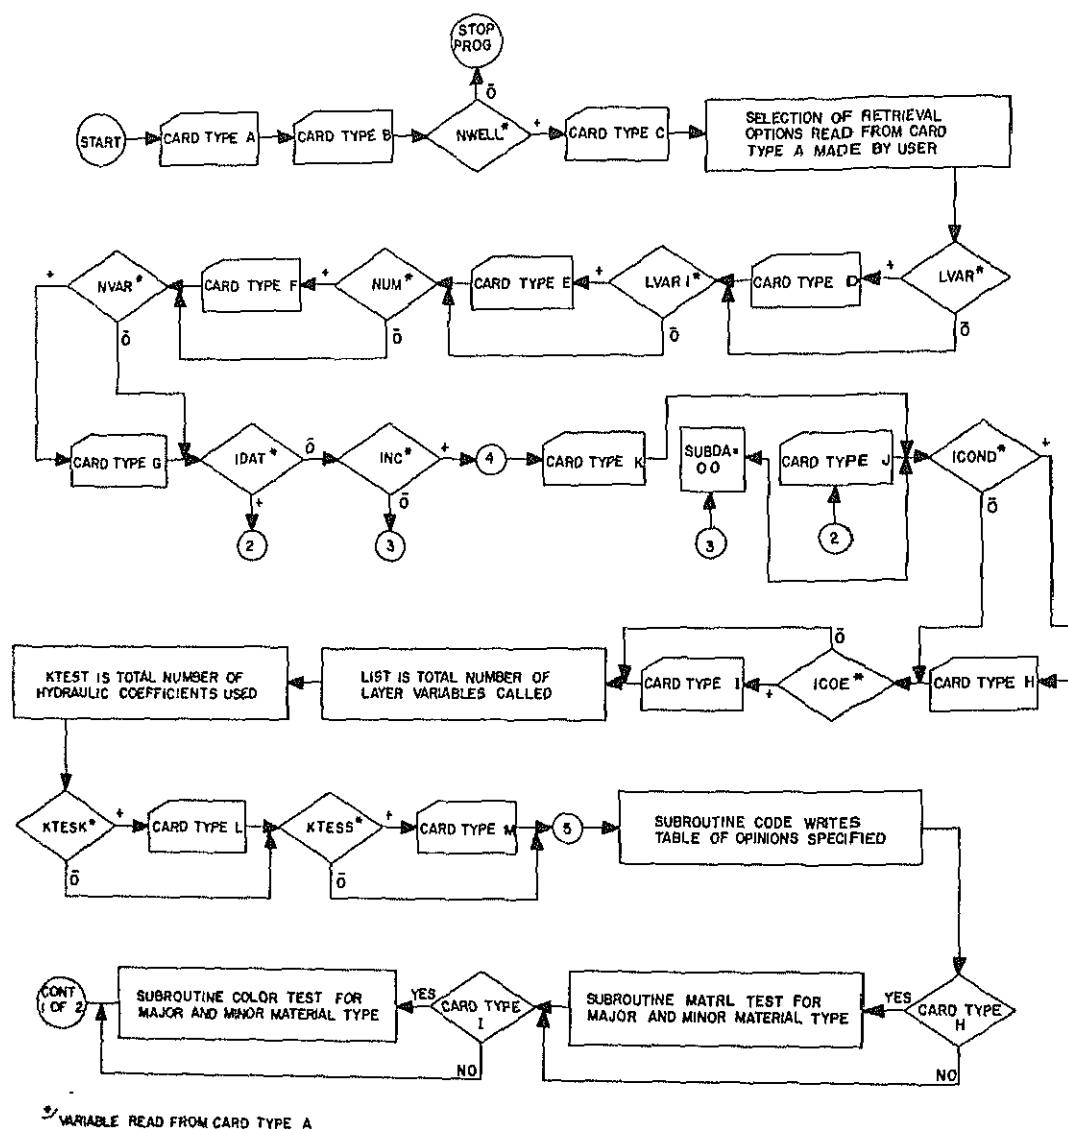 STOP
PROG
Ō
START
CARD TYPE A
CARD TYPE B
NWELL*
+
CARD TYPE C
SELECTION OF RETRIEVAL
OPTIONS READ FROM CARD
TYPE A MADE BY USER
+
NVAR*
Ō
CARD TYPE F
+
NUM*
Ō
CARD TYPE E
+
LVAR I*
Ō
CARD TYPE D
+
LVAR*
Ō
CARD TYPE G
IDAT*
Ō
+
2
INC*
+
Ō
3
4
CARD TYPE K
SUBDA*
OO
3
CARD TYPE J
2
ICOND*
+
Ō
KTEST IS TOTAL NUMBER OF
HYDRAULIC COEFFICIENTS USED
LIST IS TOTAL NUMBER OF
LAYER VARIABLES CALLED
CARD TYPE I
+
Ō
ICOE*
CARD TYPE H
KTESK*
+
Ō
CARD TYPE L
KTESS*
+
Ō
CARD TYPE M
5
SUBROUTINE CODE WRITES
TABLE OF OPINIONS SPECIFIED
CONT
1 OF 2
SUBROUTINE COLOR TEST FOR
MAJOR AND MINOR MATERIAL TYPE
YES
CARD TYPE
I
NO
SUBROUTINE MATRL TEST FOR
MAJOR AND MINOR MATERIAL TYPE
YES
CARD TYPE
H
NO
*/ VARIABLE READ FROM CARD TYPE A